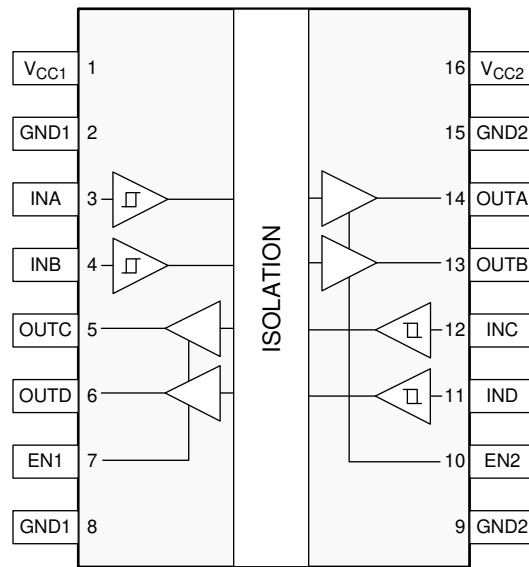 VCC1 1
GND1 2
INA 3
INB 4
OUTC 5
OUTD 6
EN1 7
GND1 8
ISOLATION
16 VCC2
15 GND2
14 OUTA
13 OUTB
12 INC
11 IND
10 EN2
9 GND2